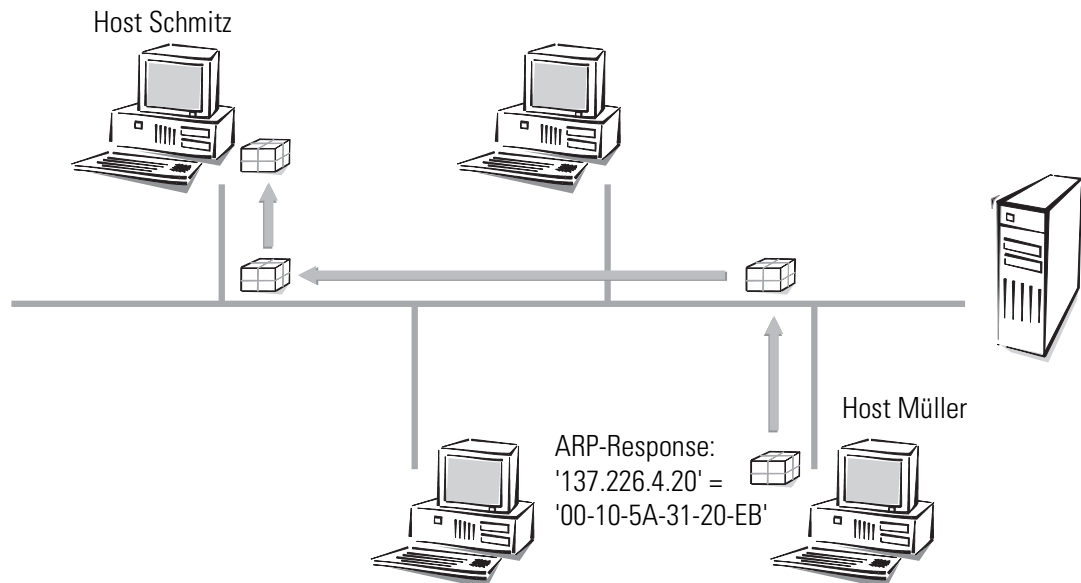 Host Schmitz
Host Müller
ARP-Response:
'137.226.4.20' =
'00-10-5A-31-20-EB'